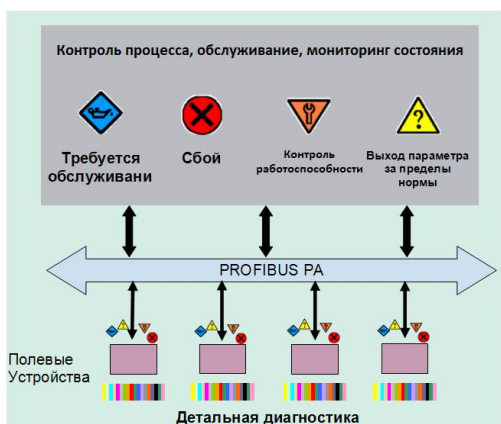 Контроль процесса, обслуживание, мониторинг состояния
Требуется
обслуживани
Сбой
Контроль
работоспособности
Выход параметра
за пределы
нормы
PROFIBUS PA
Полевые
Устройства
Детальная диагностика